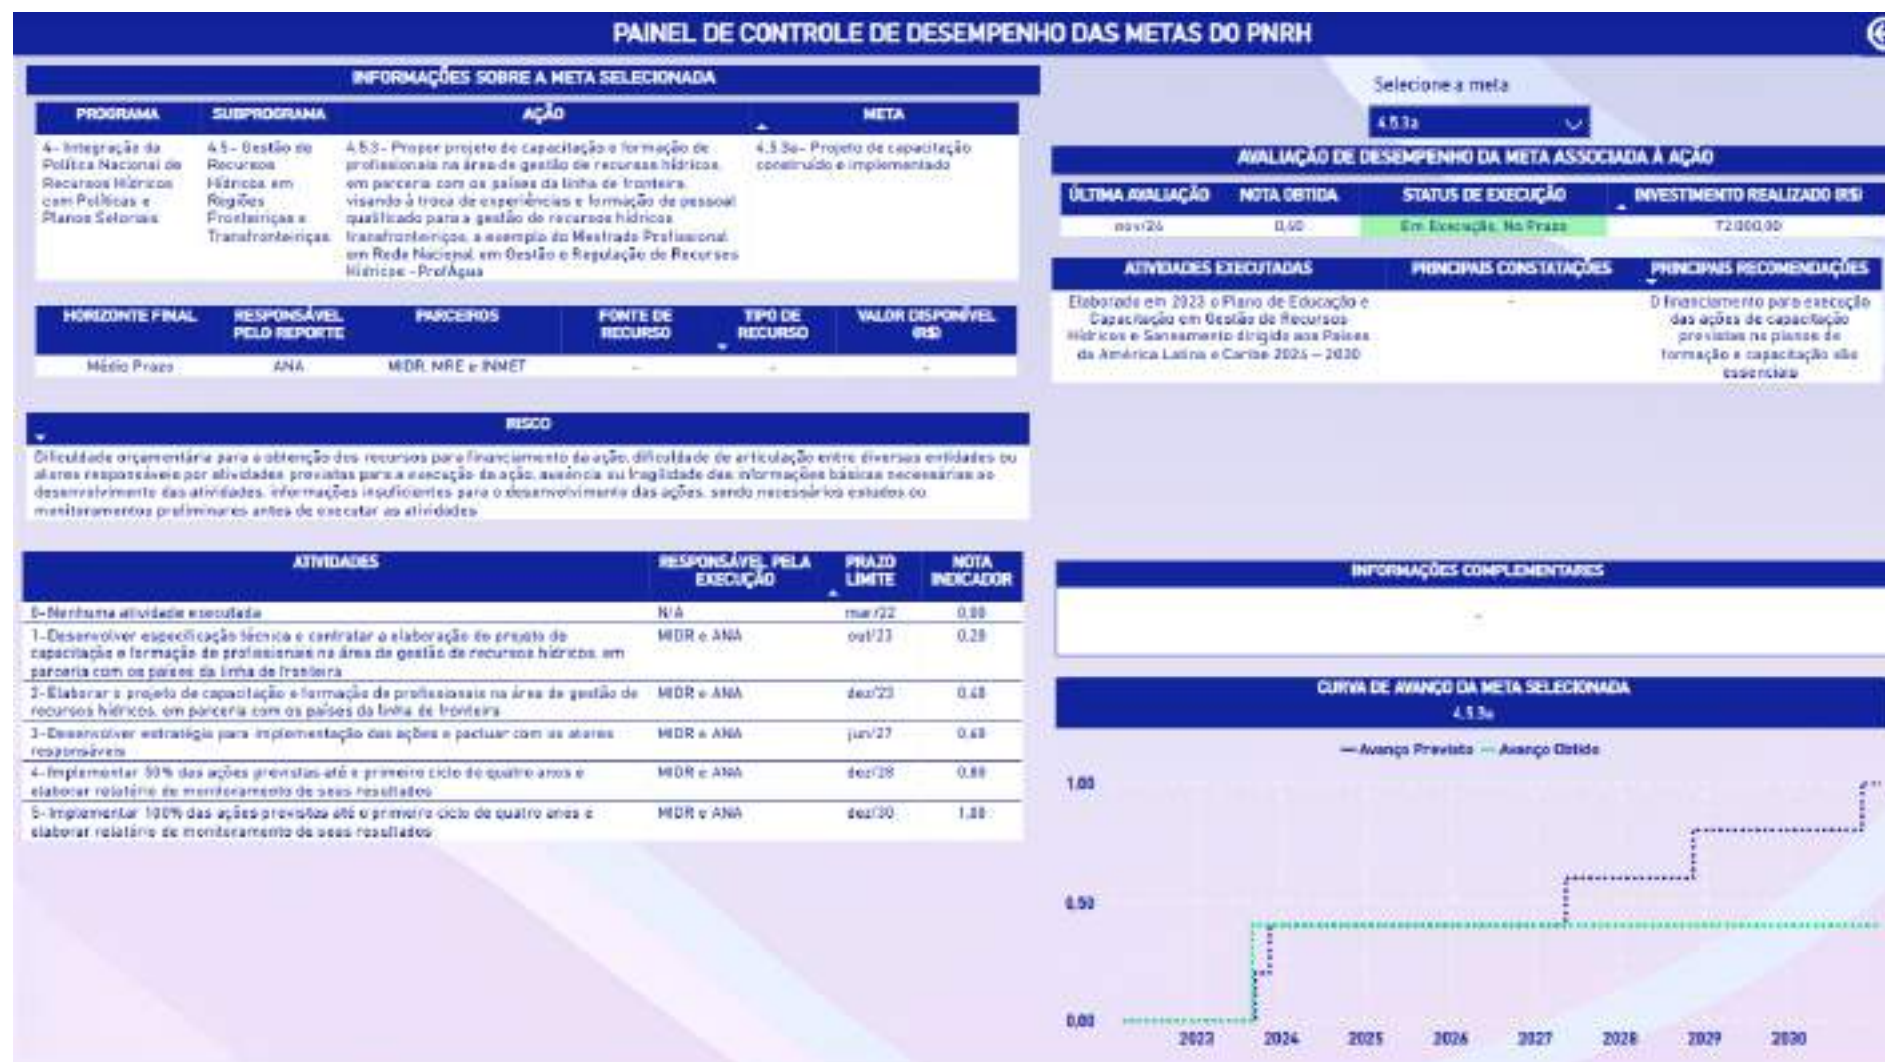 PAINEL DE CONTROLE DE DESEMPENHO DAS METAS DO PNRH
INFORMAÇÕES SOBRE A META SELECIONADA
PROGRAMA SUBPROGRAMA AÇÃO META
4- Integração da
Política Nacional de
Recursos Hídricos
com Políticas e
Planos Setoriais
4.5- Gestão de
Recursos
Hídricos em
Regiões
Fronteiriças e
Transfronteiriças
4.5.3- Propor projeto de capacitação e formação de
profissionais na área de gestão de recursos hídricos,
em parceria com os países da linha de fronteira,
visando à troca de experiências e formação de pessoal
qualificado para a gestão de recursos hídricos
transfronteiriços, a exemplo do Mestrado Profissional
em Rede Nacional em Gestão e Regulação de Recursos
Hídricos - ProfÁgua
4.5.3a- Projeto de capacitação
construído e implementado
HORIZONTE FINAL
RESPONSÁVEL
PELO REPORTE
PARCEIROS
FONTE DE
RECURSO
TIPO DE
RECURSO
VALOR DISPONÍVEL
(R$)
Médio Prazo ANA MIDR, MRE e INMET - - -
RISCO
Dificuldade orçamentária para a obtenção dos recursos para financiamento da ação, dificuldade de articulação entre diversas entidades ou
atores responsáveis por atividades previstas para a execução da ação, ausência ou fragilidade das informações básicas necessárias ao
desenvolvimento das atividades, informações insuficientes para o desenvolvimento das ações, sendo necessários estudos ou
monitoramentos preliminares antes de executar as atividades
ATIVIDADES
RESPONSÁVEL PELA
EXECUÇÃO
PRAZO
LÍMITE
NOTA
INDICADOR
0-Nenhuma atividade executada N/A mar/22 0,00
1-Desenvolver especificação técnica e contratar a elaboração do projeto de MIDR e ANA out/23 0,20
capacitação e formação de profissionais na área de gestão de recursos hídricos, em
parceria com os países da linha de fronteira
2-Elaborar o projeto de capacitação e formação de profissionais na área de gestão de MIDR e ANA dez/23 0,40
recursos hídricos, em parceria com os países da linha de fronteira
3-Desenvolver estratégia para implementação das ações e pactuar com os atores MIDR e ANA jun/27 0,60
responsáveis
4-Implementar 50% das ações previstas até o primeiro ciclo de quatro anos e MIDR e ANA dez/28 0,80
elaborar relatório de monitoramento de seus resultados
5-Implementar 100% das ações previstas até o primeiro ciclo de quatro anos e MIDR e ANA dez/30 1,00
elaborar relatório de monitoramento de seus resultados
Selecione a meta
4.5.3a
AVALIAÇÃO DE DESEMPENHO DA META ASSOCIADA À AÇÃO
ÚLTIMA AVALIAÇÃO NOTA OBTIDA STATUS DE EXECUÇÃO INVESTIMENTO REALIZADO (R$)
nov/24 0,40 Em Execução, No Prazo 72.000,00
ATIVIDADES EXECUTADAS PRINCIPAIS CONSTATAÇÕES PRINCIPAIS RECOMENDAÇÕES
Elaborado em 2023 o Plano de Educação e
Capacitação em Gestão de Recursos
Hídricos e Saneamento dirigido aos Países
da América Latina e Caribe 2024 – 2030
-
O financiamento para execução
das ações de capacitação
previstas no planos de
formação e capacitação são
essenciais
INFORMAÇÕES COMPLEMENTARES
-
CURVA DE AVANÇO DA META SELECIONADA
4.5.3a
Avanço Previsto Avanço Obtido
1,00
0,50
0,00
2023 2024 2025 2026 2027 2028 2029 2030